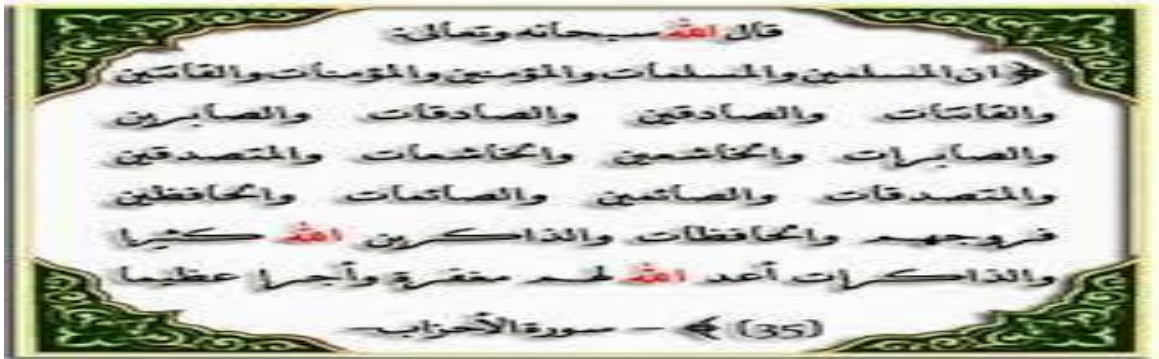 قال الله سبحانه وتعالى:
﴿ ان المسلمين والمسلمات والمؤمنين والمؤمنات والقانتين
والقانتات والصادقين والصادقات والصابرين
والصابرات والخاشعين والخاشعات والمتصدقين
والمتصدقات والصائمين والصائمات والحافظين
فروجهم والحافظات والذاكرين الله كثيرا
والذاكرات أعد الله لهم مغفرة وأجرا عظيما
(35) ﴾ – سورة الأحزاب-